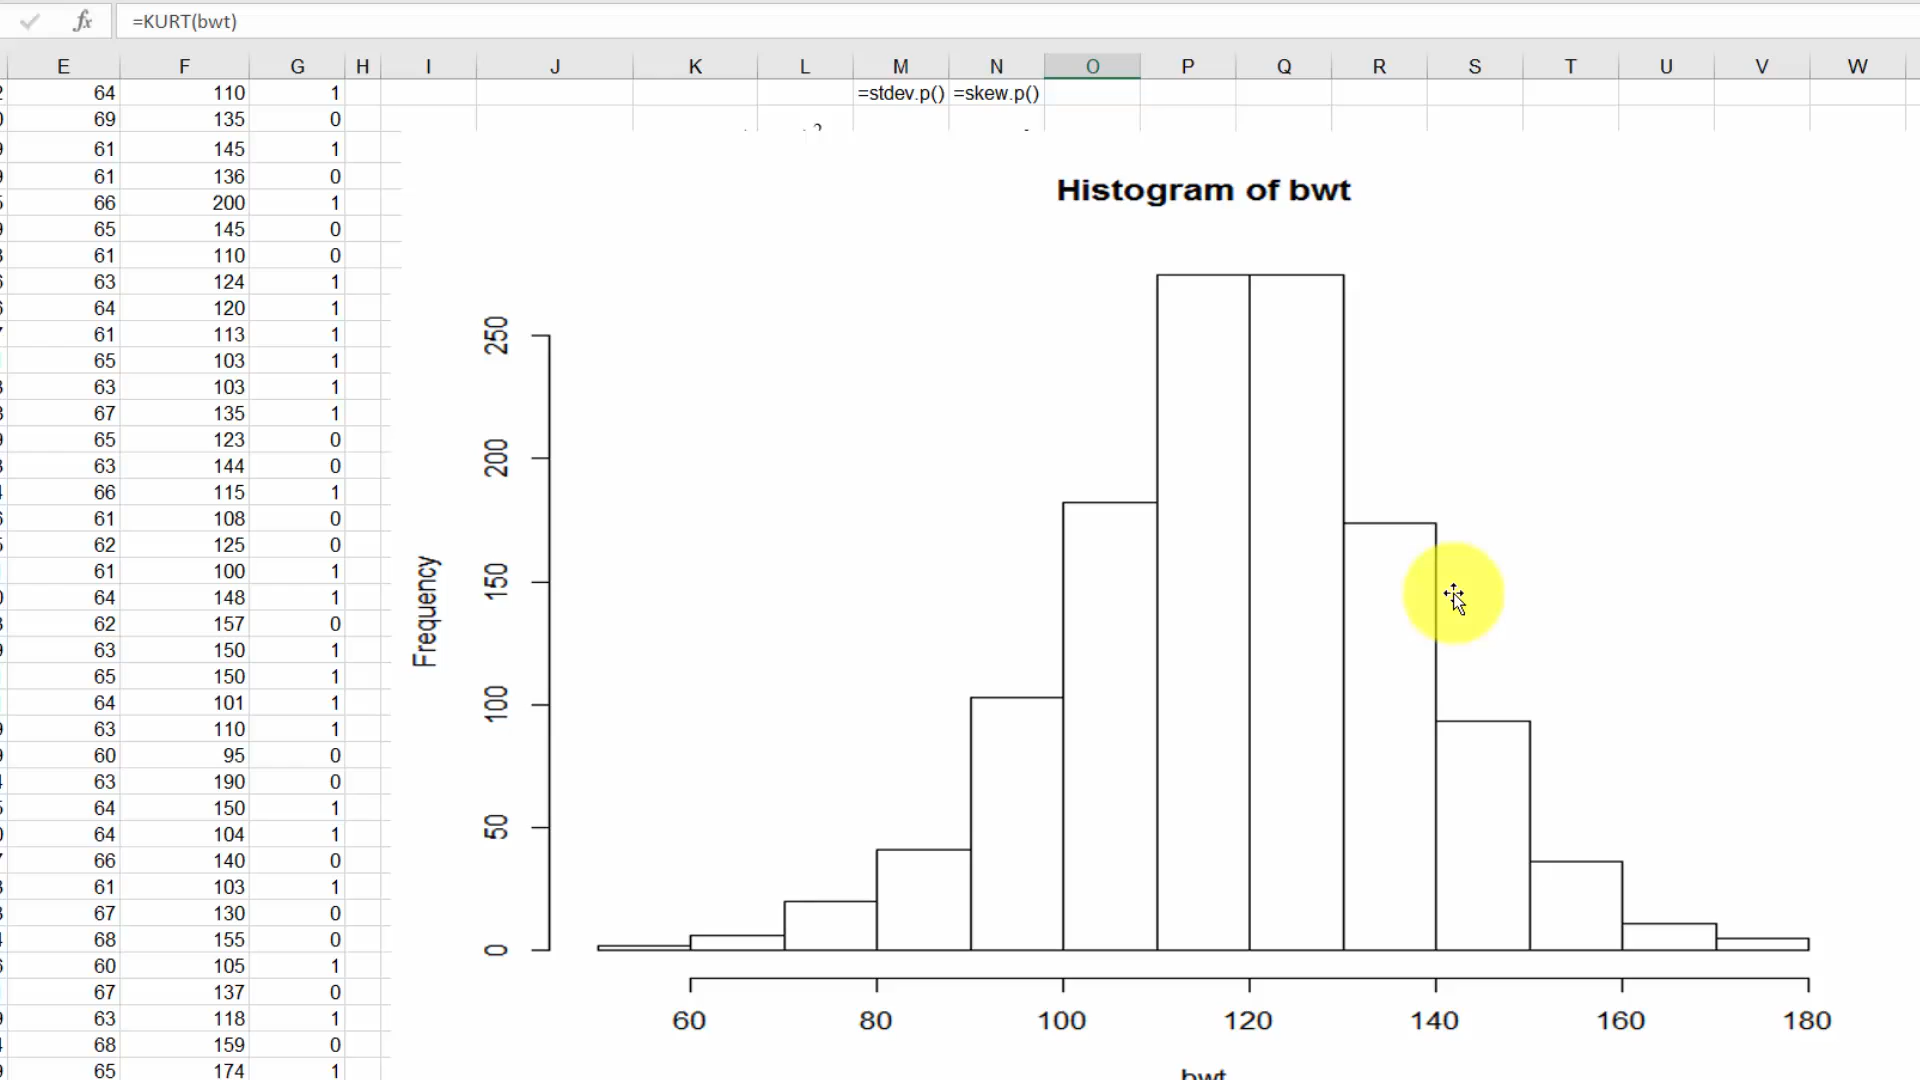 fx =KURT(bwt)
E F G H I J K L M N O P Q R S T U V W
64 110 1 =stdev.p() =skew.p()
69 135 0
61 145 1
61 136 0
66 200 1
65 145 0
61 110 0
63 124 1
64 120 1
61 113 1
65 103 1
63 103 1
67 135 1
65 123 0
63 144 0
66 115 1
61 108 0
62 125 0
61 100 1
64 148 1
62 157 0
63 150 1
65 150 1
64 101 1
63 110 1
60 95 0
63 190 0
64 150 1
64 104 1
66 140 0
61 103 1
67 130 0
68 155 0
60 105 1
67 137 0
63 118 1
68 159 0
65 174 1
Histogram of bwt
Frequency
250
200
150
100
50
0
60 80 100 120 140 160 180
bwt